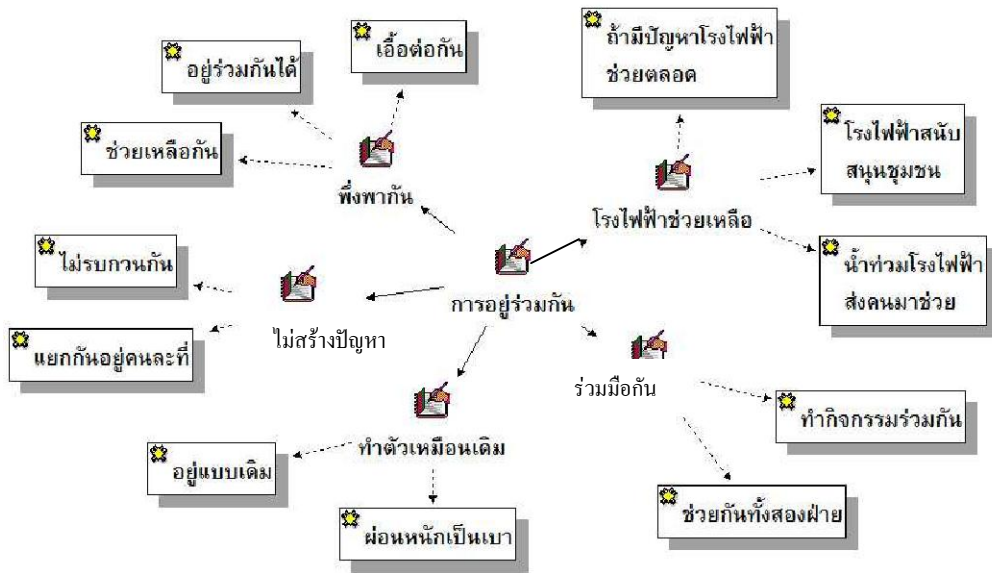 เอื้อต่อกัน
อยู่ร่วมกันได้
ช่วยเหลือกัน
พึ่งพากัน
ถ้ามีปัญหาโรงไฟฟ้า
ช่วยตลอด
โรงไฟฟ้าสนับ
สนุนชุมชน
โรงไฟฟ้าช่วยเหลือ
น้ำท่วมโรงไฟฟ้า
ส่งคนมาช่วย
ไม่รบกวนกัน
แยกกันอยู่คนละที่
ไม่สร้างปัญหา
การอยู่ร่วมกัน
ร่วมมือกัน
ทำกิจกรรมร่วมกัน
ช่วยกันทั้งสองฝ่าย
ทำตัวเหมือนเดิม
อยู่แบบเดิม
ผ่อนหนักเป็นเบา